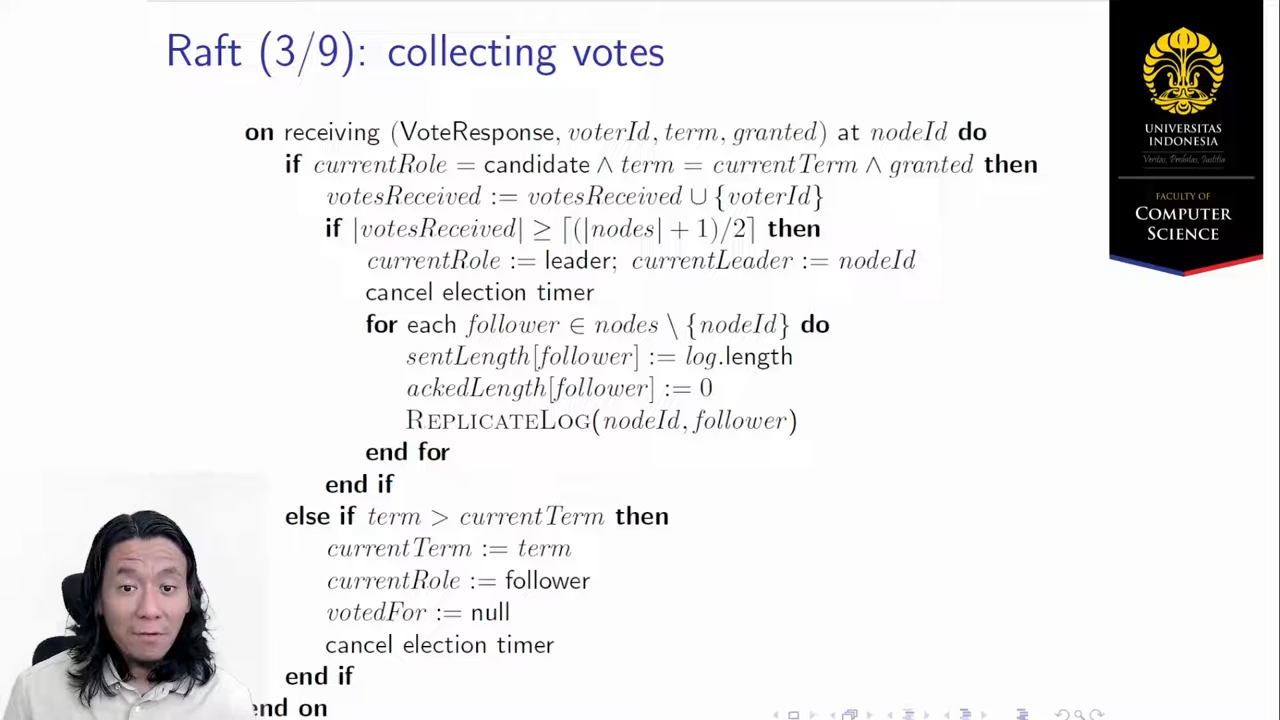 Raft (3/9): collecting votes
on receiving (VoteResponse, voterId, term, granted) at nodeId do
if currentRole = candidate ∧ term = currentTerm ∧ granted then
votesReceived := votesReceived ∪ {voterId}
if |votesReceived| ≥ ⌈(|nodes| + 1)/2⌉ then
currentRole := leader; currentLeader := nodeId
cancel election timer
for each follower ∈ nodes \ {nodeId} do
sentLength[follower] := log.length
ackedLength[follower] := 0
REPLICATELOG(nodeId, follower)
end for
end if
else if term > currentTerm then
currentTerm := term
currentRole := follower
votedFor := null
cancel election timer
end if
end on
UNIVERSITAS
INDONESIA
Veritas, Probitas, Iustitia
FACULTY OF
COMPUTER
SCIENCE